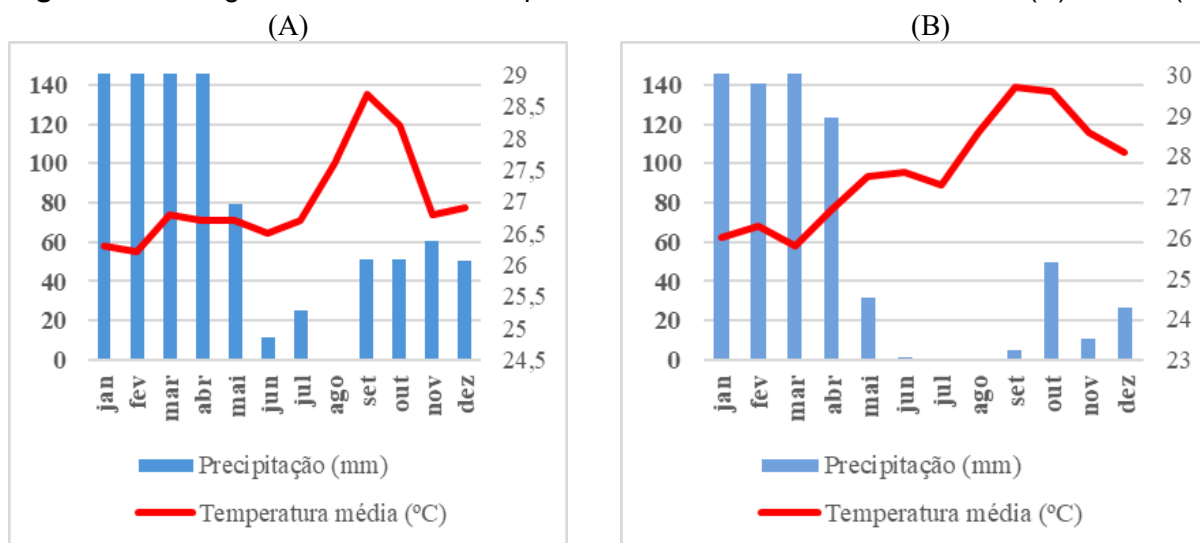 (A)
(B)
140
120
100
80
60
40
20
0
29
28,5
28
27,5
27
26,5
26
25,5
25
24,5
jan
fev
mar
abr
mai
jun
jul
ago
set
out
nov
dez
Precipitação (mm)
Temperatura média (ºC)
140
120
100
80
60
40
20
0
30
29
28
27
26
25
24
23
jan
fev
mar
abr
mai
jun
jul
ago
set
out
nov
dez
Precipitação (mm)
Temperatura média (ºC)